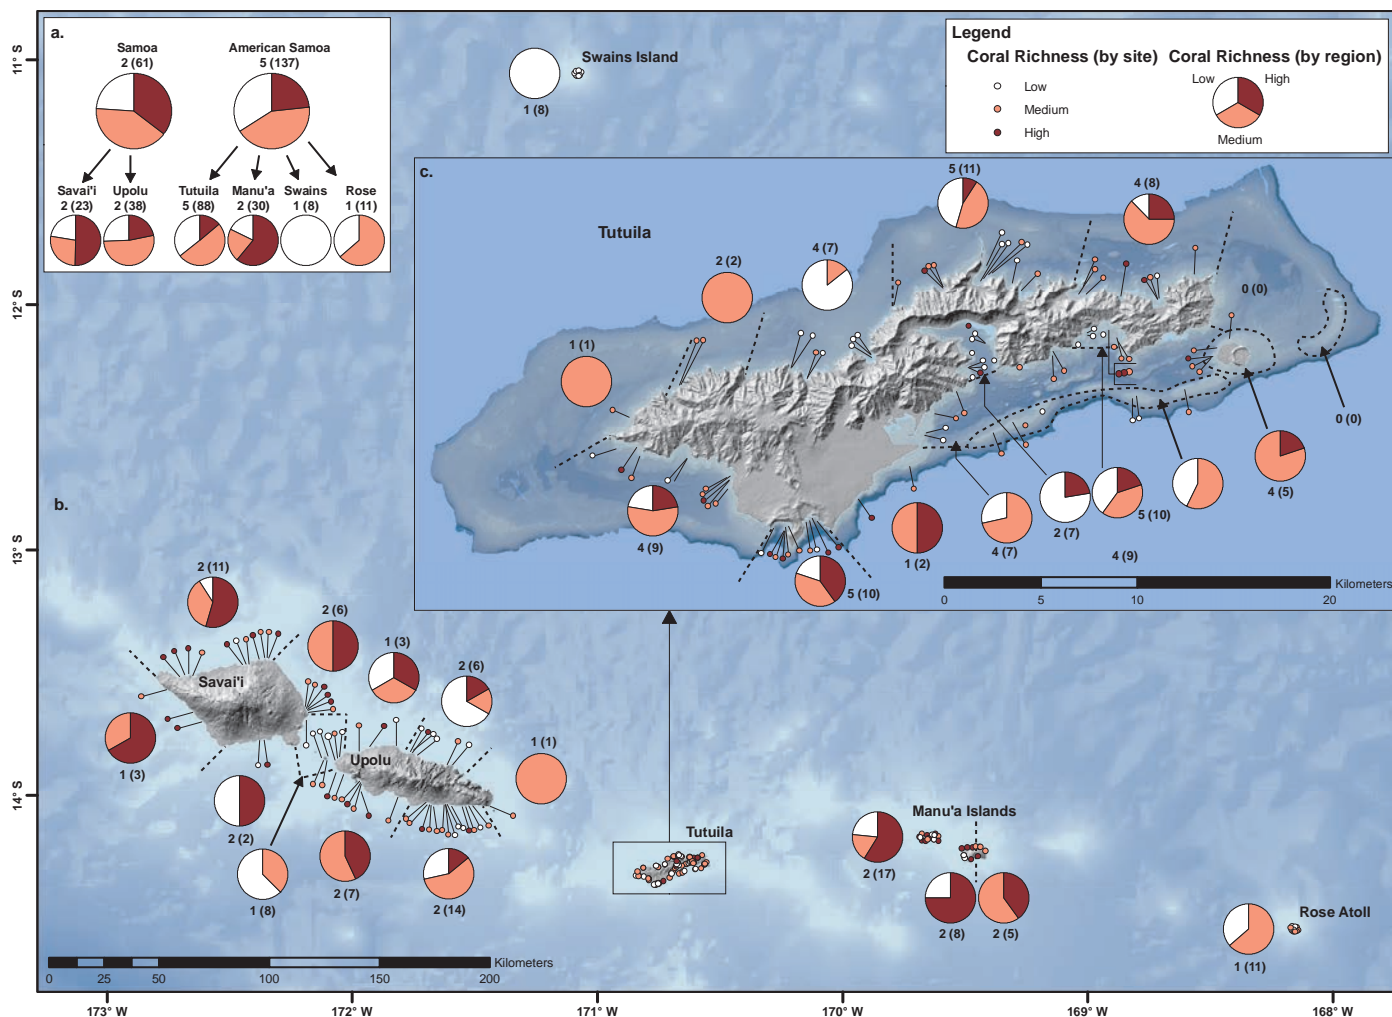 a.
Samoa
2 (61)
American Samoa
5 (137)
Savai'i
2 (23)
Upolu
2 (38)
Tutuila
5 (88)
Manu'a
2 (30)
Swains
1 (8)
Rose
1 (11)
Swains Island
1 (8)
Legend
Coral Richness (by site)
Low
Medium
High
Coral Richness (by region)
Low
High
Medium
c.
Tutuila
5 (11)
4 (8)
4 (7)
2 (2)
1 (1)
0 (0)
0 (0)
4 (5)
4 (9)
5 (10)
1 (2)
4 (7)
2 (7)
5 (10)
4 (9)
0
5
10
20
Kilometers
b.
2 (11)
2 (6)
1 (3)
2 (6)
Savai'i
1 (3)
Upolu
1 (1)
2 (2)
1 (8)
2 (7)
2 (14)
Tutuila
Manu'a Islands
2 (17)
2 (8)
2 (5)
Rose Atoll
1 (11)
0
25
50
100
150
200
Kilometers
11°S
12°S
13°S
14°S
173° W
172° W
171° W
170° W
169° W
168° W